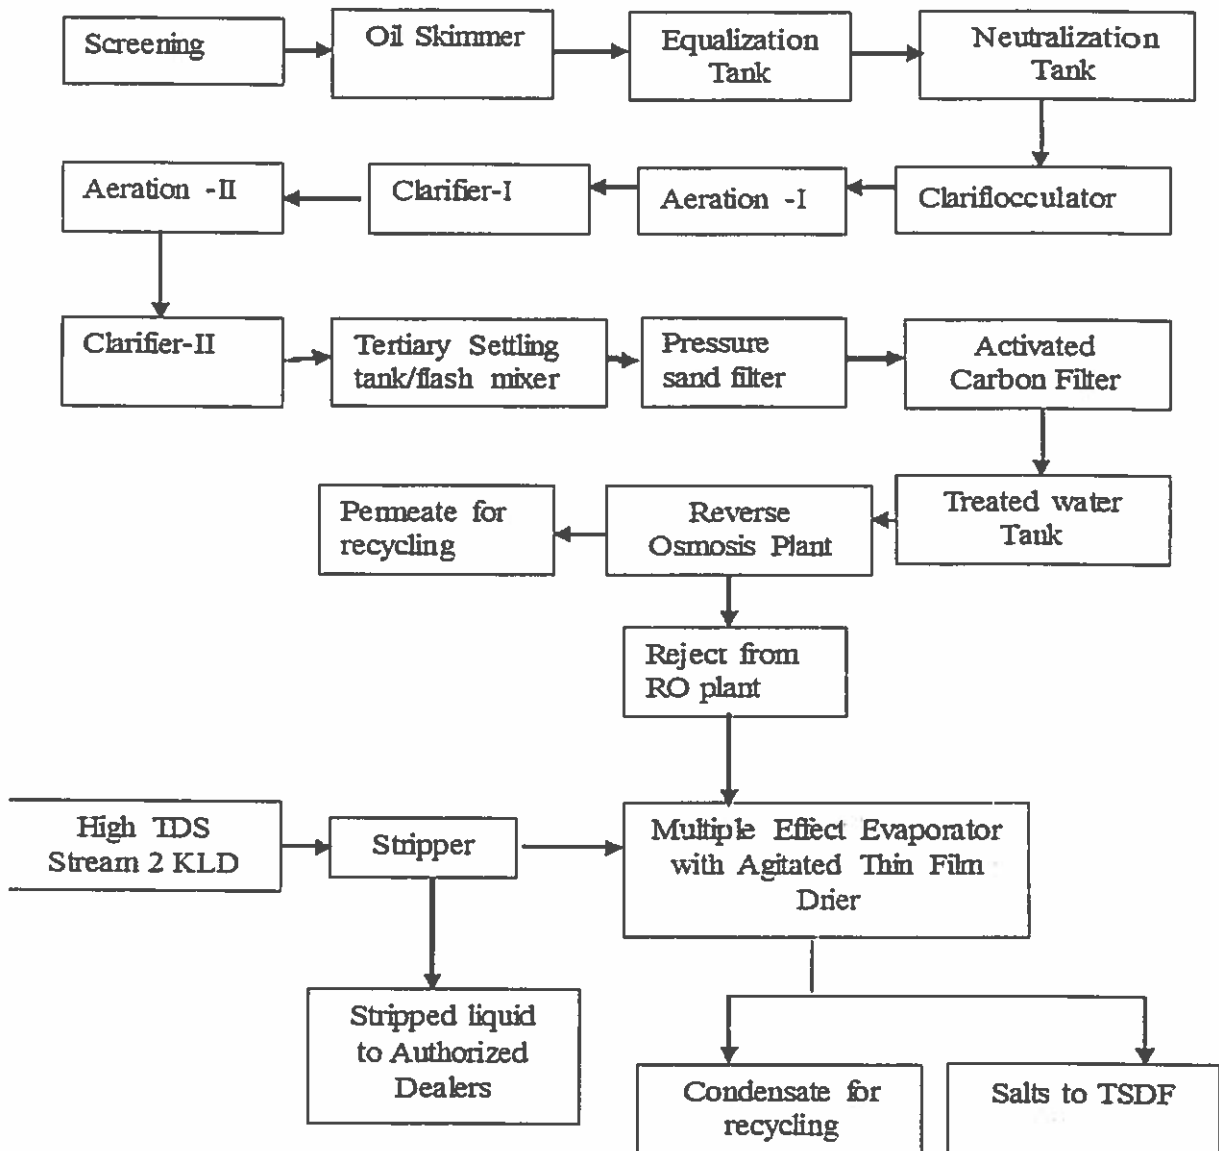 Screening
Oil Skimmer
Equalization
Tank
Neutralization
Tank
Aeration -II
Clarifier-I
Aeration -I
Clariflocculator
Clarifier-II
Tertiary Settling
tank/flash mixer
Pressure
sand filter
Activated
Carbon Filter
Permeate for
recycling
Reverse
Osmosis Plant
Treated water
Tank
Reject from
RO plant
High TDS
Stream 2 KLD
Stripper
Multiple Effect Evaporator
with Agitated Thin Film
Drier
Stripped liquid
to Authorized
Dealers
Condensate for
recycling
Salts to TSDF